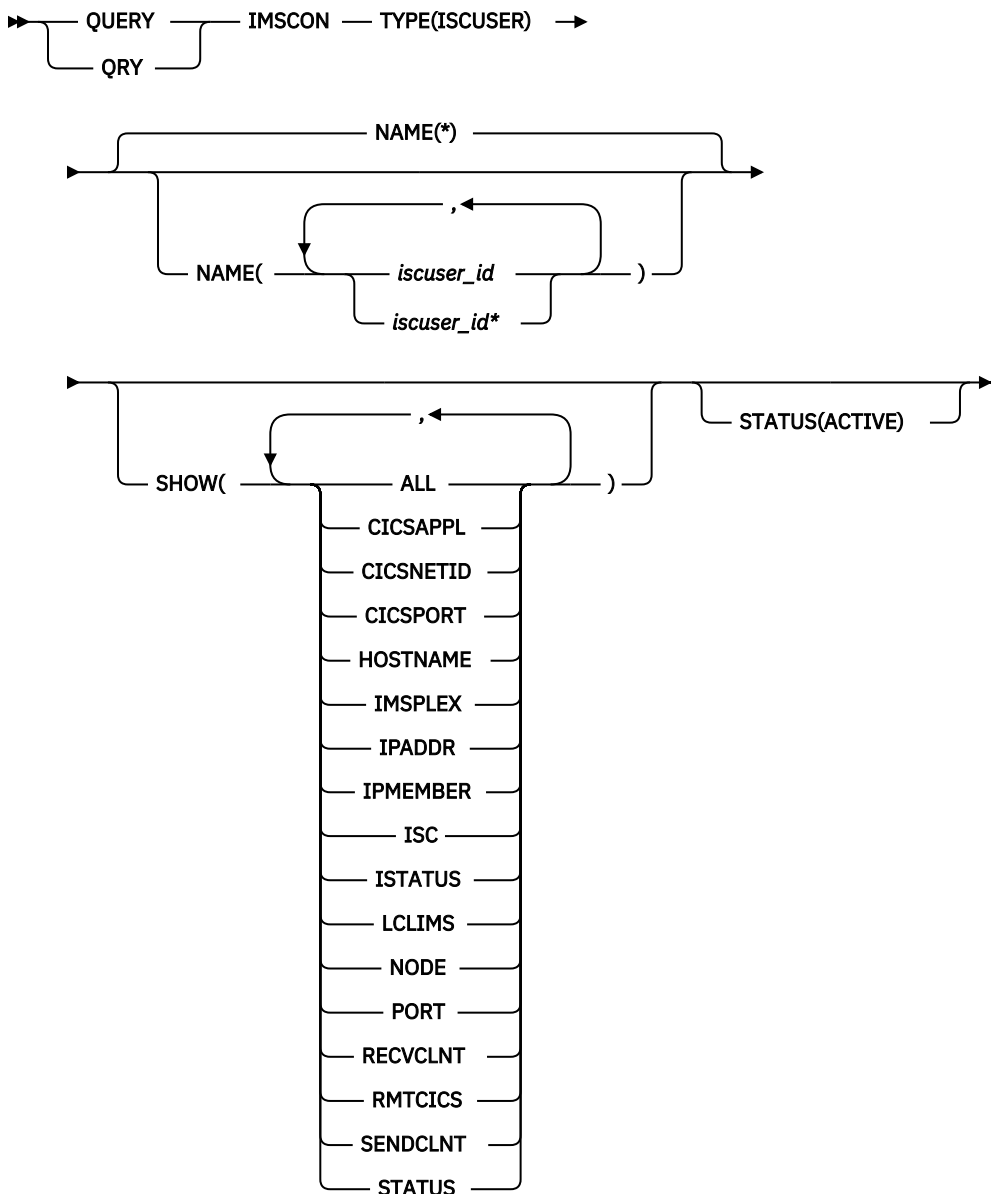 QUERY IMSCON TYPE(ISCUSER)
QRY
NAME(*)
,
NAME( iscuser_id )
iscuser_id*
,
STATUS(ACTIVE)
SHOW( ALL )
CICSAPPL
CICSNETID
CICSPORT
HOSTNAME
IMSPLEX
IPADDR
IPMEMBER
ISC
ISTATUS
LCLIMS
NODE
PORT
RECVCLNT
RMTCICS
SENDCLNT
STATUS